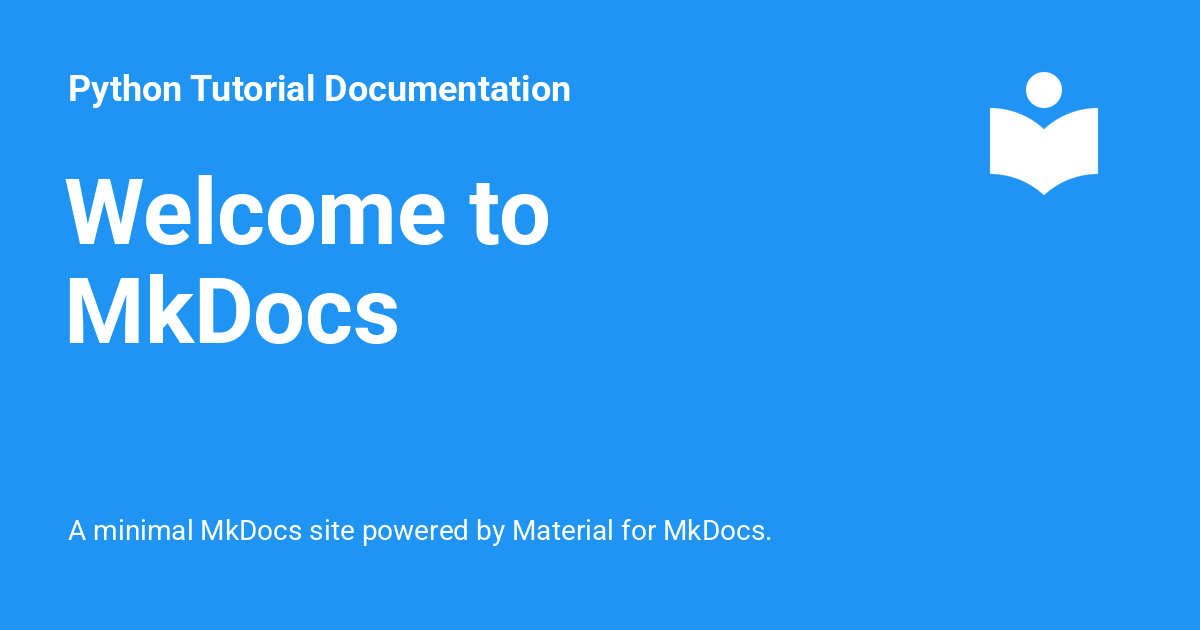 Python Tutorial Documentation
Welcome to
MkDocs
A minimal MkDocs site powered by Material for MkDocs.